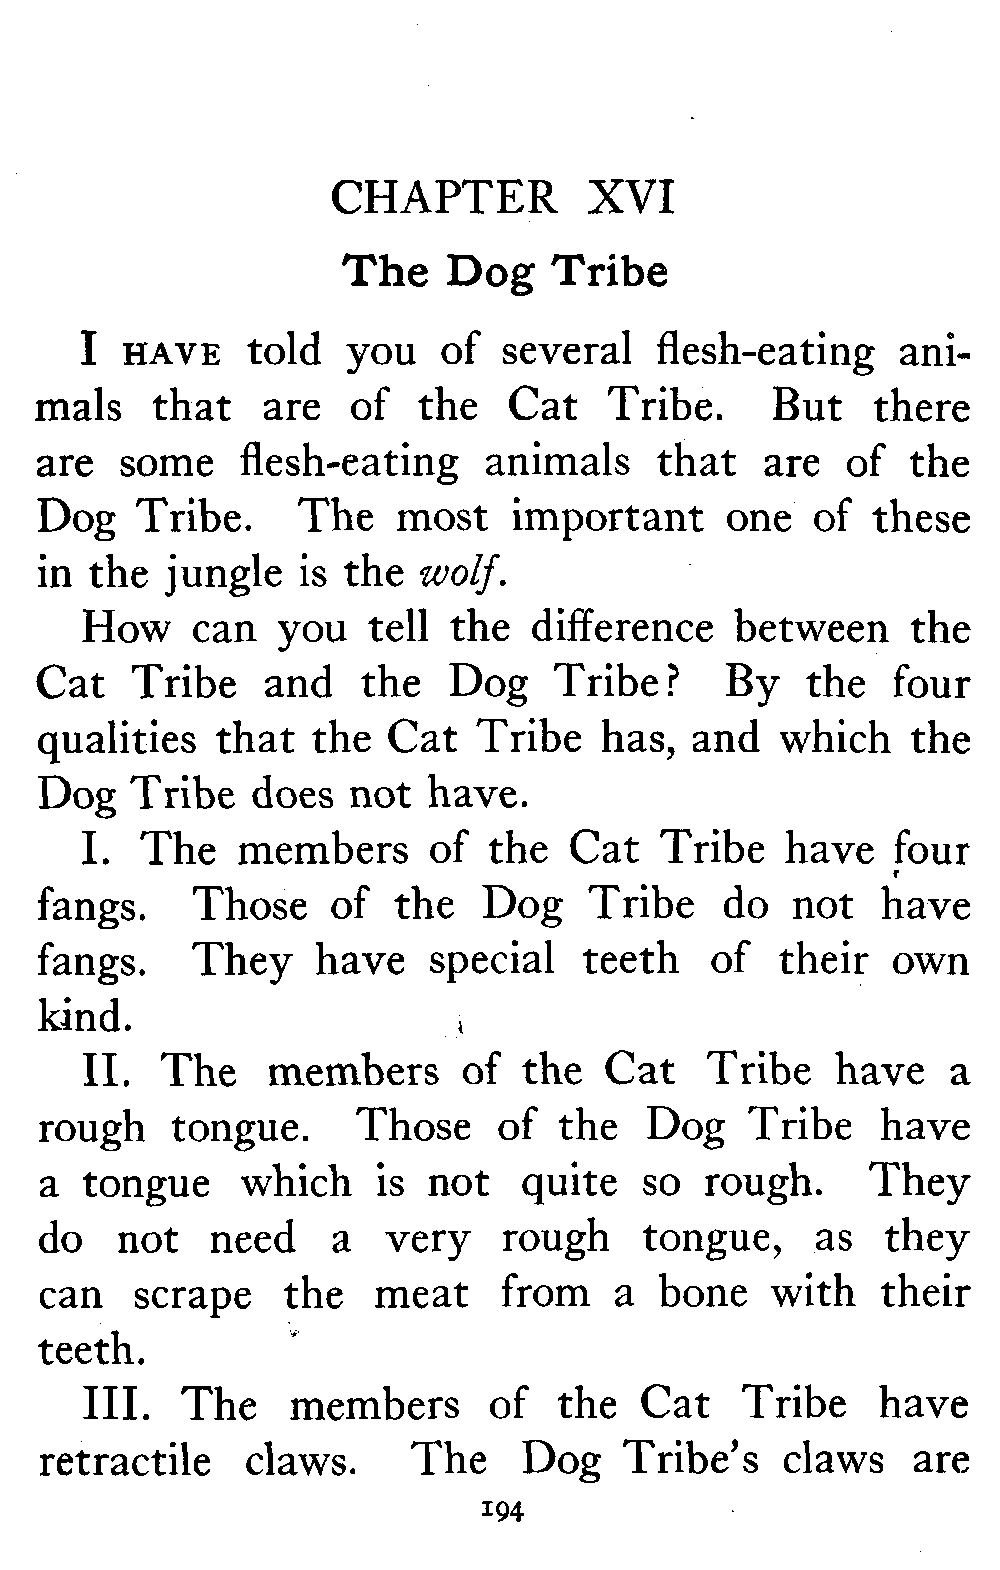 CHAPTER XVI
The Dog Tribe
I HAVE told you of several flesh-eating ani-
mals that are of the Cat Tribe. But there
are some flesh-eating animals that are of the
Dog Tribe. The most important one of these
in the jungle is the wolf.
How can you tell the difference between the
Cat Tribe and the Dog Tribe? By the four
qualities that the Cat Tribe has, and which the
Dog Tribe does not have.
I. The members of the Cat Tribe have four
fangs. Those of the Dog Tribe do not have
fangs. They have special teeth of their own
kind.
II. The members of the Cat Tribe have a
rough tongue. Those of the Dog Tribe have
a tongue which is not quite so rough. They
do not need a very rough tongue, as they
can scrape the meat from a bone with their
teeth.
III. The members of the Cat Tribe have
retractile claws. The Dog Tribe's claws are
194